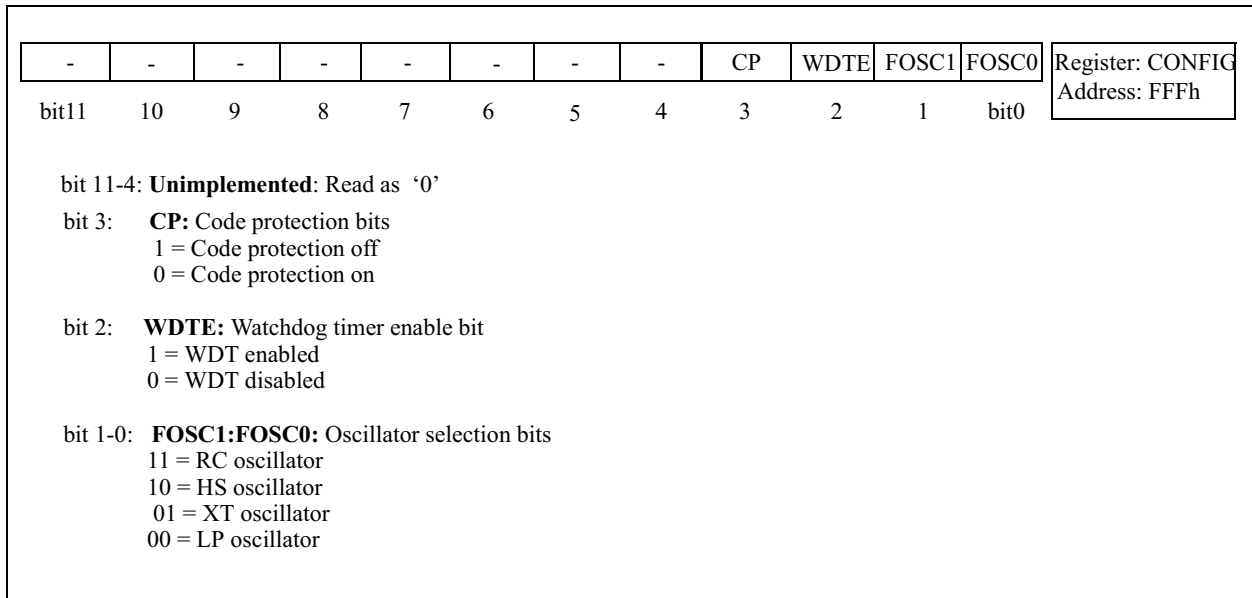 - - - - - - - - CP WDTE FOSC1 FOSC0 Register: CONFIG
Address: FFFh
bit11 10 9 8 7 6 5 4 3 2 1 bit0
bit 11-4: Unimplemented: Read as ‘0’
bit 3: CP: Code protection bits
1 = Code protection off
0 = Code protection on
bit 2: WDTE: Watchdog timer enable bit
1 = WDT enabled
0 = WDT disabled
bit 1-0: FOSC1:FOSC0: Oscillator selection bits
11 = RC oscillator
10 = HS oscillator
01 = XT oscillator
00 = LP oscillator